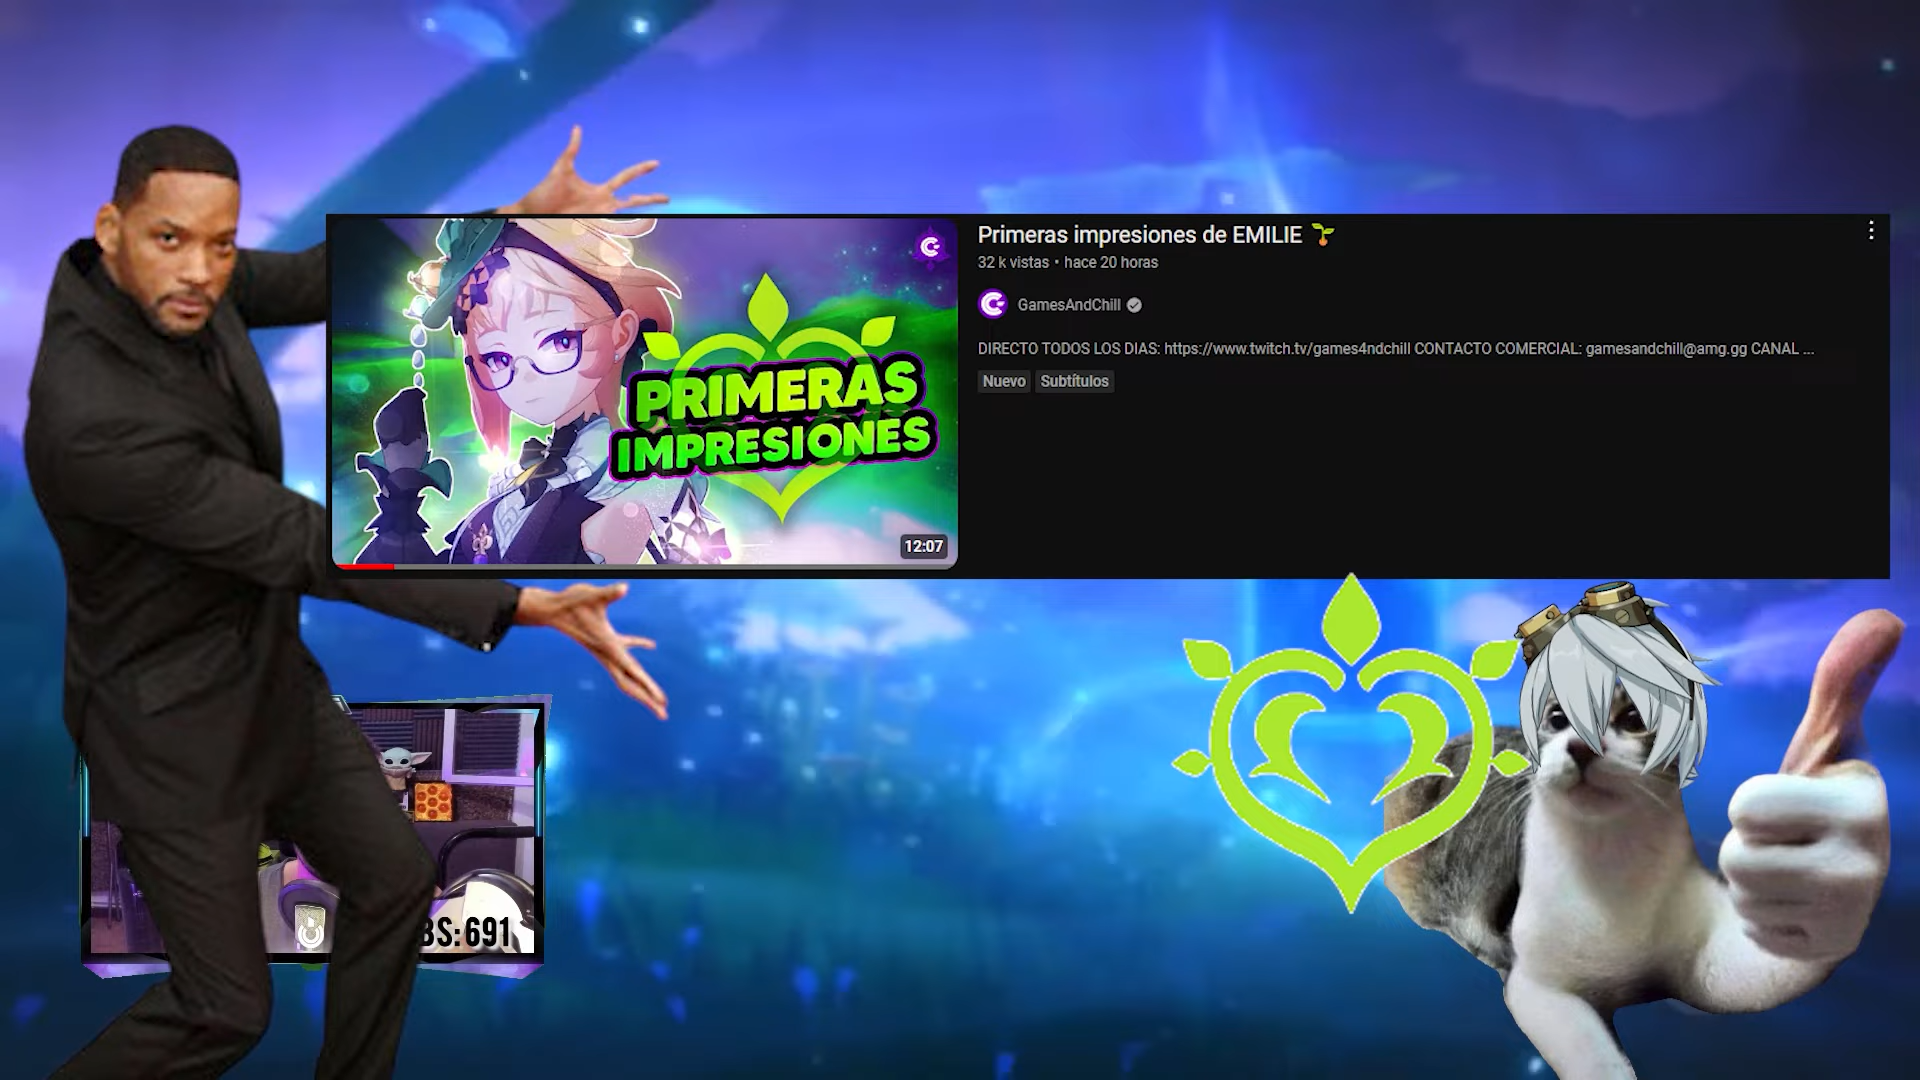 PRIMERAS
IMPRESIONES
12:07
Primeras impresiones de EMILIE
32 k vistas • hace 20 horas
GamesAndChill
DIRECTO TODOS LOS DIAS: https://www.twitch.tv/games4ndchill CONTACTO COMERCIAL: gamesandchill@amg.gg CANAL ...
Nuevo Subtítulos
BS:691